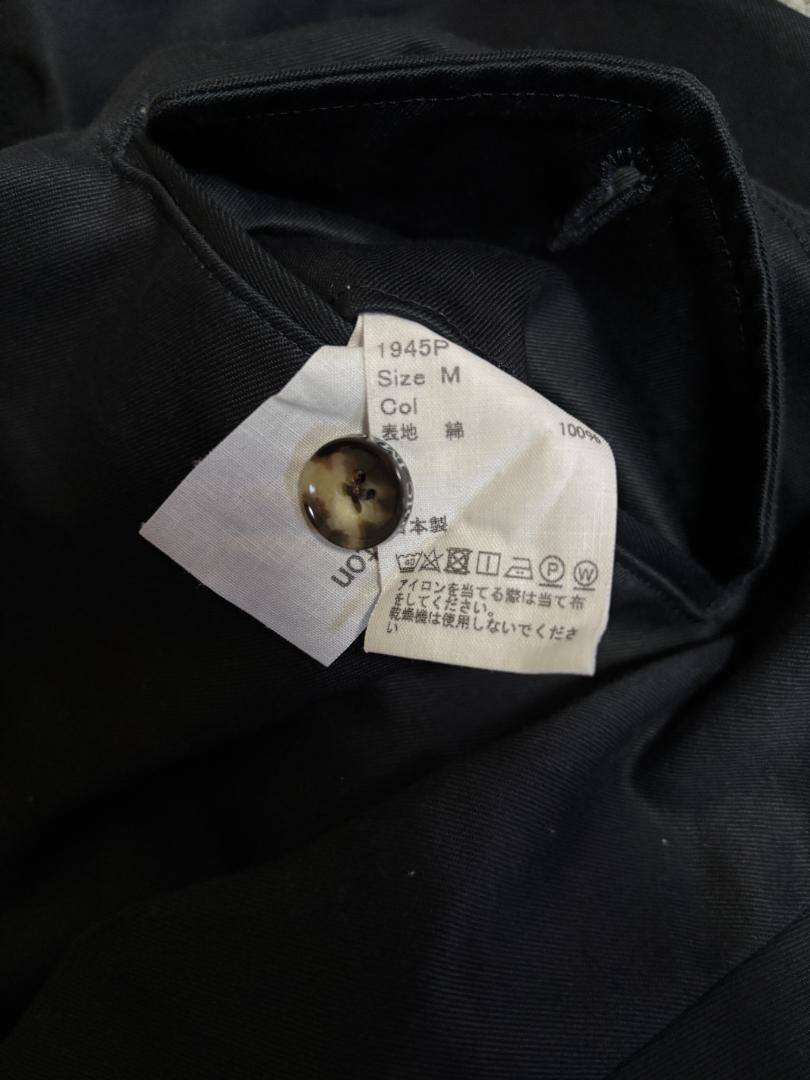 1945P
Size M
Col
表地 綿 100%
本製
40
P
W
アイロンを当てる際は当て布
をしてください。
乾燥機は使用しないでくださ
い
ton